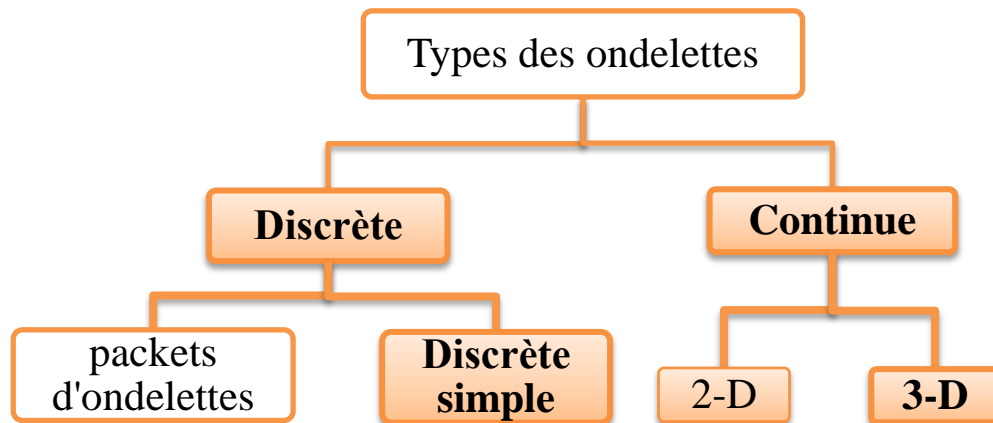 Types des ondelettes
Discrète
Continue
packets
d'ondelettes
Discrète
simple
2-D
3-D